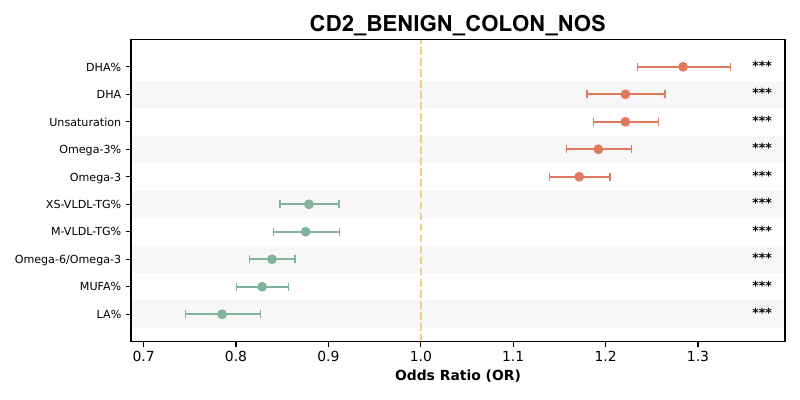 CD2_BENIGN_COLON_NOS
DHA% ***
DHA ***
Unsaturation ***
Omega-3% ***
Omega-3 ***
XS-VLDL-TG% ***
M-VLDL-TG% ***
Omega-6/Omega-3 ***
MUFA% ***
LA% ***
0.7 0.8 0.9 1.0 1.1 1.2 1.3
Odds Ratio (OR)